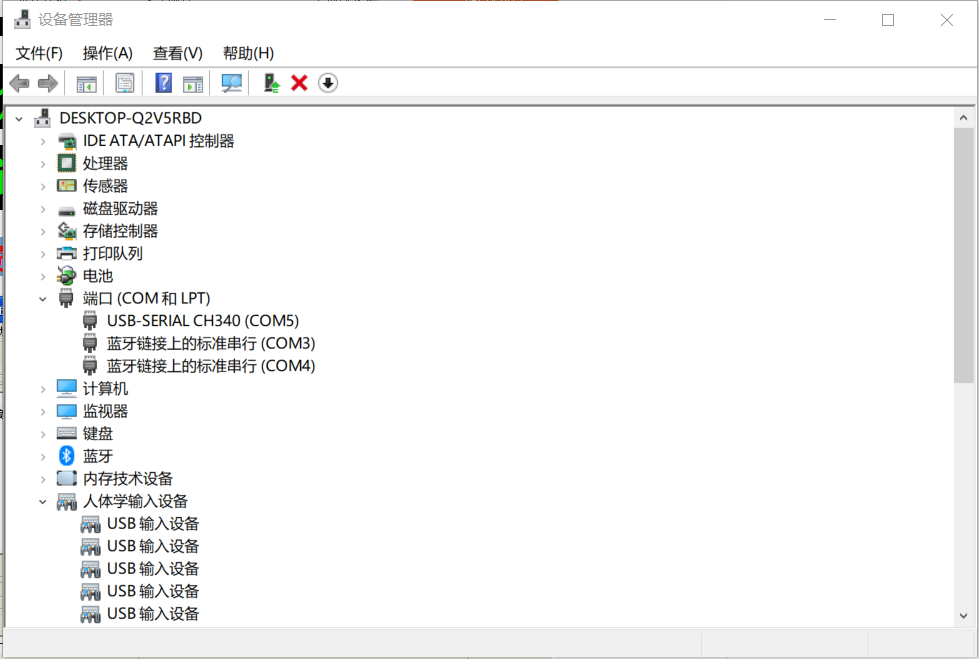 设备管理器
文件(F) 操作(A) 查看(V) 帮助(H)
DESKTOP-Q2V5RBD
IDE ATA/ATAPI 控制器
处理器
传感器
磁盘驱动器
存储控制器
打印队列
电池
端口 (COM 和 LPT)
USB-SERIAL CH340 (COM5)
蓝牙链接上的标准串行 (COM3)
蓝牙链接上的标准串行 (COM4)
计算机
监视器
键盘
蓝牙
内存技术设备
人体学输入设备
USB 输入设备
USB 输入设备
USB 输入设备
USB 输入设备
USB 输入设备